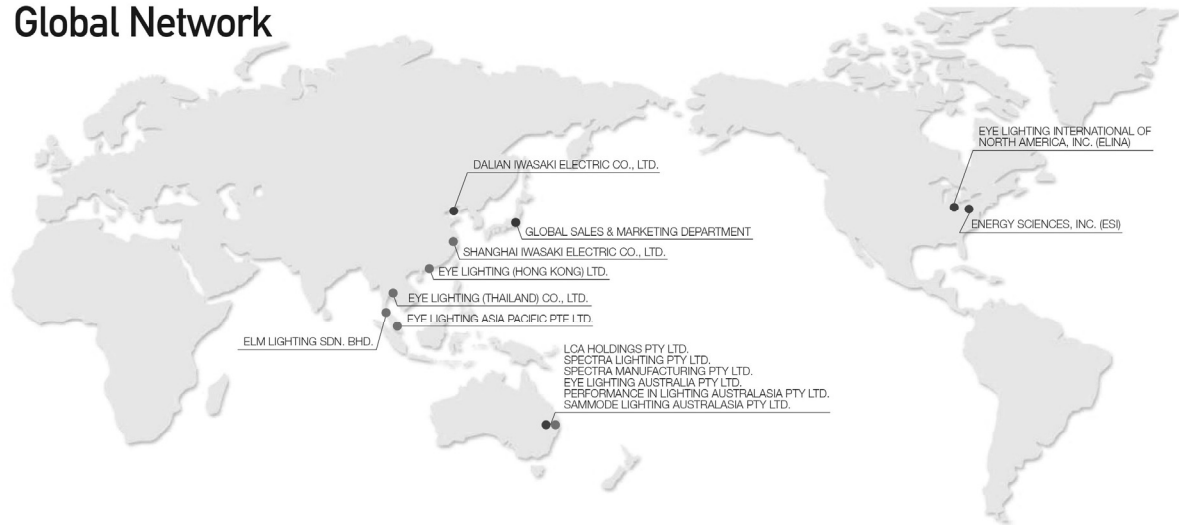 Global Network
EYE LIGHTING INTERNATIONAL OF
NORTH AMERICA, INC. (ELINA)
DALIAN IWASAKI ELECTRIC CO., LTD.
ENERGY SCIENCES, INC. (ESI)
GLOBAL SALES & MARKETING DEPARTMENT
SHANGHAI IWASAKI ELECTRIC CO., LTD.
EYE LIGHTING (HONG KONG) LTD.
EYE LIGHTING (THAILAND) CO., LTD.
EYE LIGHTING ASIA PACIFIC PTE LTD.
ELM LIGHTING SDN. BHD.
LCA HOLDINGS PTY LTD.
SPECTRA LIGHTING PTY LTD.
SPECTRA MANUFACTURING PTY LTD.
EYE LIGHTING AUSTRALIA PTY LTD.
PERFORMANCE IN LIGHTING AUSTRALASIA PTY LTD.
SAMMODE LIGHTING AUSTRALASIA PTY LTD.